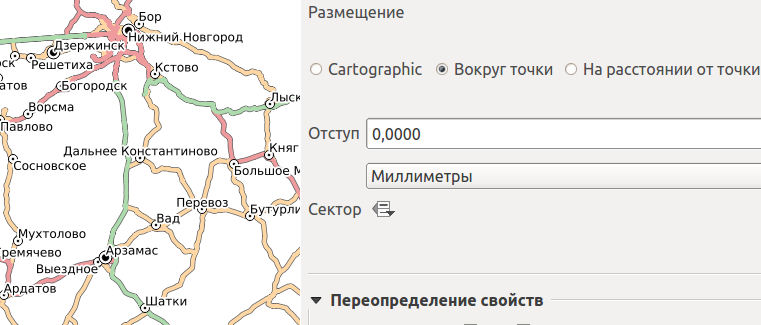 Бор
Нижний Новгород
Дзержинск
рск
Решетиха
Кстово
атов
Богородск
Ворсма
Лыск
Павлово
Дальнее Константиново
Княг
Сосновское
Большое М
Перевоз
Вад
Бутурли
Мухтолово
Арзамас
Гремячево
Выездное
Ардатов
Шатки
Размещение
Cartographic
Вокруг точки
На расстоянии от точки
Отступ
0,0000
Миллиметры
Сектор
Переопределение свойств